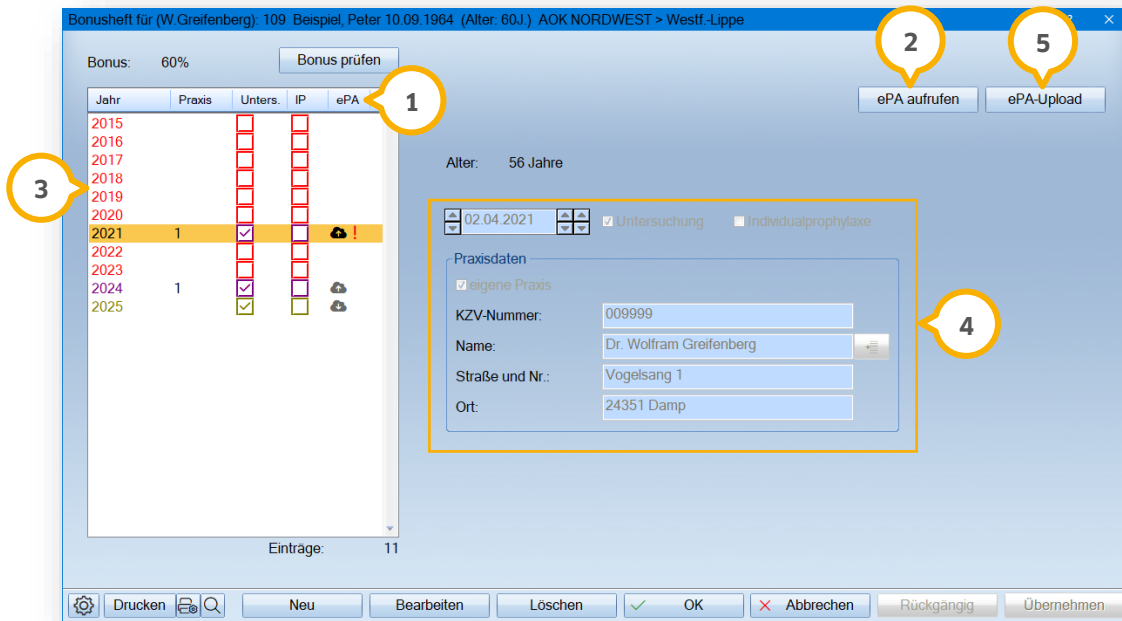 Bonusheft für (W.Greifenberg): 109 Beispiel, Peter 10.09.1964 (Alter: 60J.) AOK NORDWEST > Westf.-Lippe
2
5
Bonus: 60% Bonus prüfen
ePA aufrufen ePA-Upload
Jahr Praxis Unters. IP ePA
1
2015
2016
2017
2018
2019
2020
2021 1 !
2022
2023
2024 1
2025
3
Einträge: 11
Alter: 56 Jahre
02.04.2021 Untersuchung Individualprophylaxe
Praxisdaten
eigene Praxis
KZV-Nummer: 009999
Name: Dr. Wolfram Greifenberg
Straße und Nr.: Vogelsang 1
Ort: 24351 Damp
4
Drucken Neu Bearbeiten Löschen OK Abbrechen Rückgängig Übernehmen